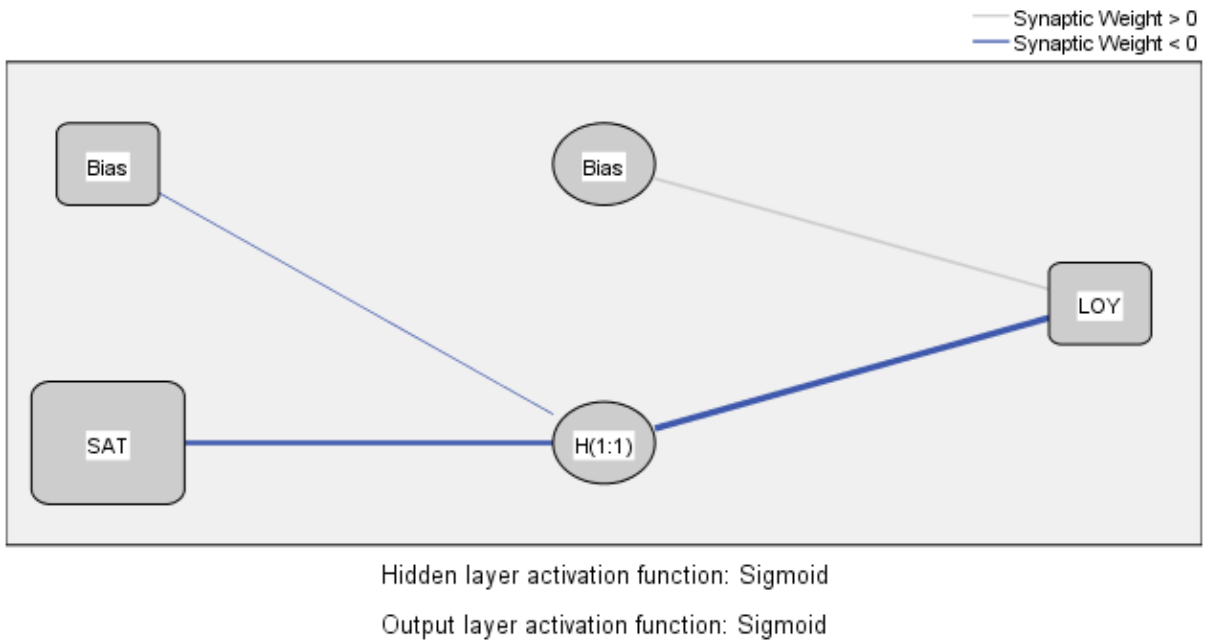 Synaptic Weight > 0
Synaptic Weight < 0
Bias
Bias
LOY
SAT
H(1:1)
Hidden layer activation function: Sigmoid
Output layer activation function: Sigmoid